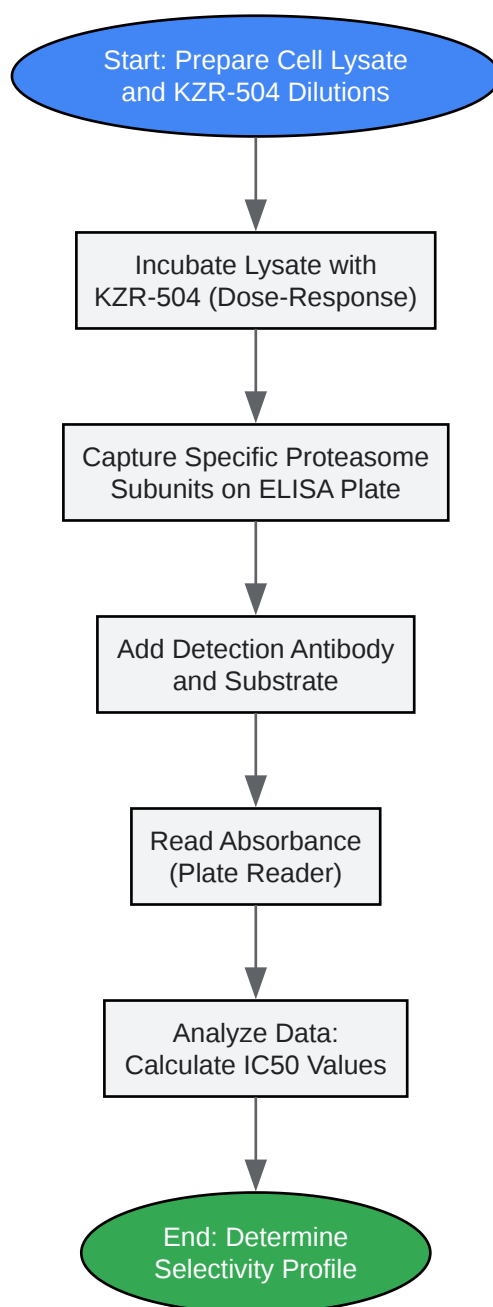 Start: Prepare Cell Lysate
and KZR-504 Dilutions
Incubate Lysate with
KZR-504 (Dose-Response)
Capture Specific Proteasome
Subunits on ELISA Plate
Add Detection Antibody
and Substrate
Read Absorbance
(Plate Reader)
Analyze Data:
Calculate IC50 Values
End: Determine
Selectivity Profile